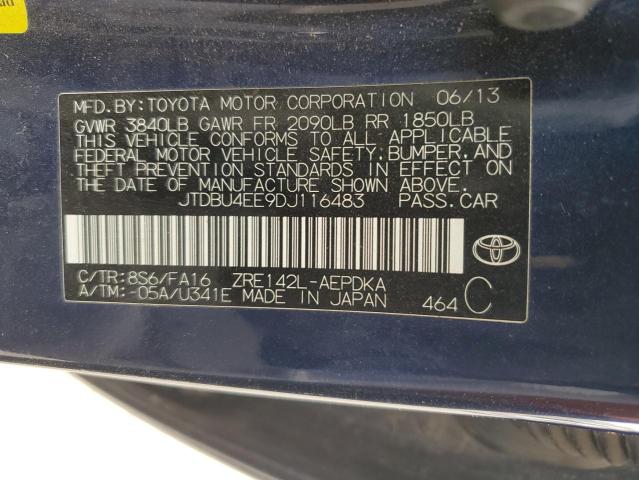 MFD.BY:TOYOTA MOTOR CORPORATION 06/13
GVWR 3840LB GAWR FR 2090LB RR 1850LB
THIS VEHICLE CONFORMS TO ALL APPLICABLE
FEDERAL MOTOR VEHICLE SAFETY,BUMPER,AND
THEFT PREVENTION STANDARDS IN EFFECT ON
THE DATE OF MANUFACTURE SHOWN ABOVE.
JTDBU4EE9DJ116483 PASS.CAR
C/TR:8S6/FA16 ZRE142L-AEPDKA
A/TM:-05A/U341E MADE IN JAPAN 464 C